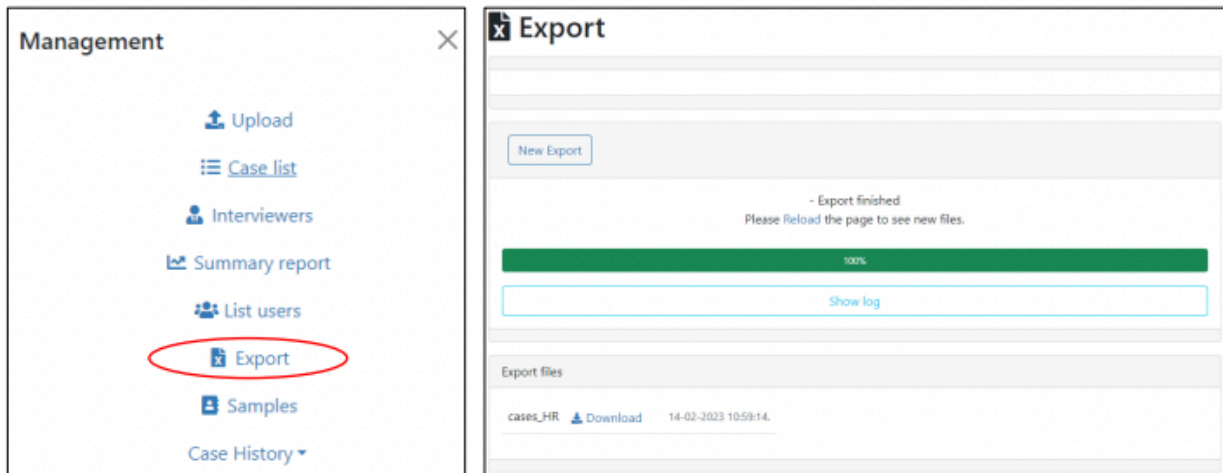 Management
Upload
Case list
Interviewers
Summary report
List users
Export
Samples
Case History
Export
New Export
- Export finished
Please Reload the page to see new files.
100%
Show log
Export files
cases_HR Download 14-02-2023 10:59:14.